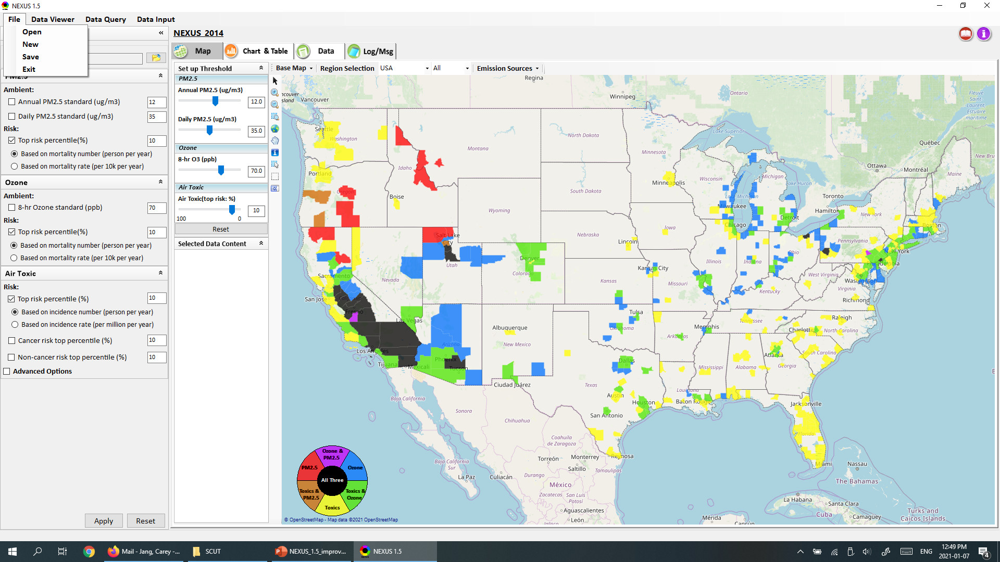 NEXUS 1.5
File Data Viewer Data Query Data Input
Open
New
Save
Exit
«
NEXUS_2014
Map Chart & Table Data Log/Msg
PM2.5
Ambient:
Annual PM2.5 standard (ug/m3) 12
Daily PM2.5 standard (ug/m3) 35
Risk:
Top risk percentile(%) 10
Based on mortality number (person per year)
Based on mortality rate (per 10k per year)
Ozone
Ambient:
8-hr Ozone standard (ppb) 70
Risk:
Top risk percentile(%) 10
Based on mortality number (person per year)
Based on mortality rate (per 10k per year)
Air Toxic
Risk:
Top risk percentile (%) 10
Based on incidence number (person per year)
Based on incidence rate (per million per year)
Cancer risk top percentile (%) 10
Non-cancer risk top percentile (%) 10
Advanced Options
Apply Reset
Set up Threshold
PM2.5
Annual PM2.5 (ug/m3)
12.0
Daily PM2.5 (ug/m3)
35.0
Ozone
8-hr O3 (ppb)
70.0
Air Toxic
Air Toxic(top risk: %)
10
100 0
Reset
Selected Data Content
Base Map Region Selection USA All Emission Sources
Regina
Winnipeg
Ontario
Vancouver
Fleuve
Saint-
Laurent,
Estuaire
maritime
Seattle
Washington
North Dakota
Lake Superior
Québec
Montana
Minnesota
New Bru
Ottawa
Montréal
Maine
Portland
Idaho
Minneapolis
Wisconsin
Michigan
Lake Huron
Oregon
Boise
South Dakota
Lake Michigan
Toronto
Milwaukee
Hamilton
New York
Wyoming
Detroit
Chicago
Boston
Iowa
Salt Lake
City
Nebraska
Lincoln
Pennsylvania
New York
Ohio
Philadelphia
Denver
Utah
Colorado
Illinois
Indiana
Kansas City
Sacramento
Nevada
Kansas
Missouri
West Virginia
Washington
Virginia
San Jose
California
Kentucky
Richmond
Fresno
Las Vegas
Tulsa
Albuquerque
Oklahoma
Memphis
Tennessee
Raleigh
Charlotte
North Carolina
Arkansas
New Mexico
Arizona
Los Angeles
Phoenix
Atlanta
South Carolina
Dallas
Tijuana
Mexicali
Tucson
Mississippi
Alabama
Georgia
Ciudad Juárez
Texas
Louisiana
Baja California
Austin
Houston
Baton Rouge
Jacksonville
Sonora
San Antonio
Chihuahua
Florida
Coahuila
de Zaragoza
Monterrey
Reynosa
Torreón
Saltillo
Miami
Nassau
Baja California
Sur
Tamaulipas
La Paz
Culiacán
Durango
The Bahamas
México
Zacatecas
San Luis
Potosí
La Habana
Santa Clara
Aguascalientes
Cuba
Camagüey
Turks and
Caicos Islands
León
Mérida
Cancún
Jalisco
Ozone &
PM2.5
PM2.5
Ozone
All Three
Toxics &
PM2.5
Toxics &
Ozone
Toxics
© OpenStreetMap - Map data ©2021 OpenStreetMap
Mail - Jang, Carey -... SCUT NEXUS_1.5_improv... NEXUS 1.5
ENG
12:49 PM
2021-01-07
4